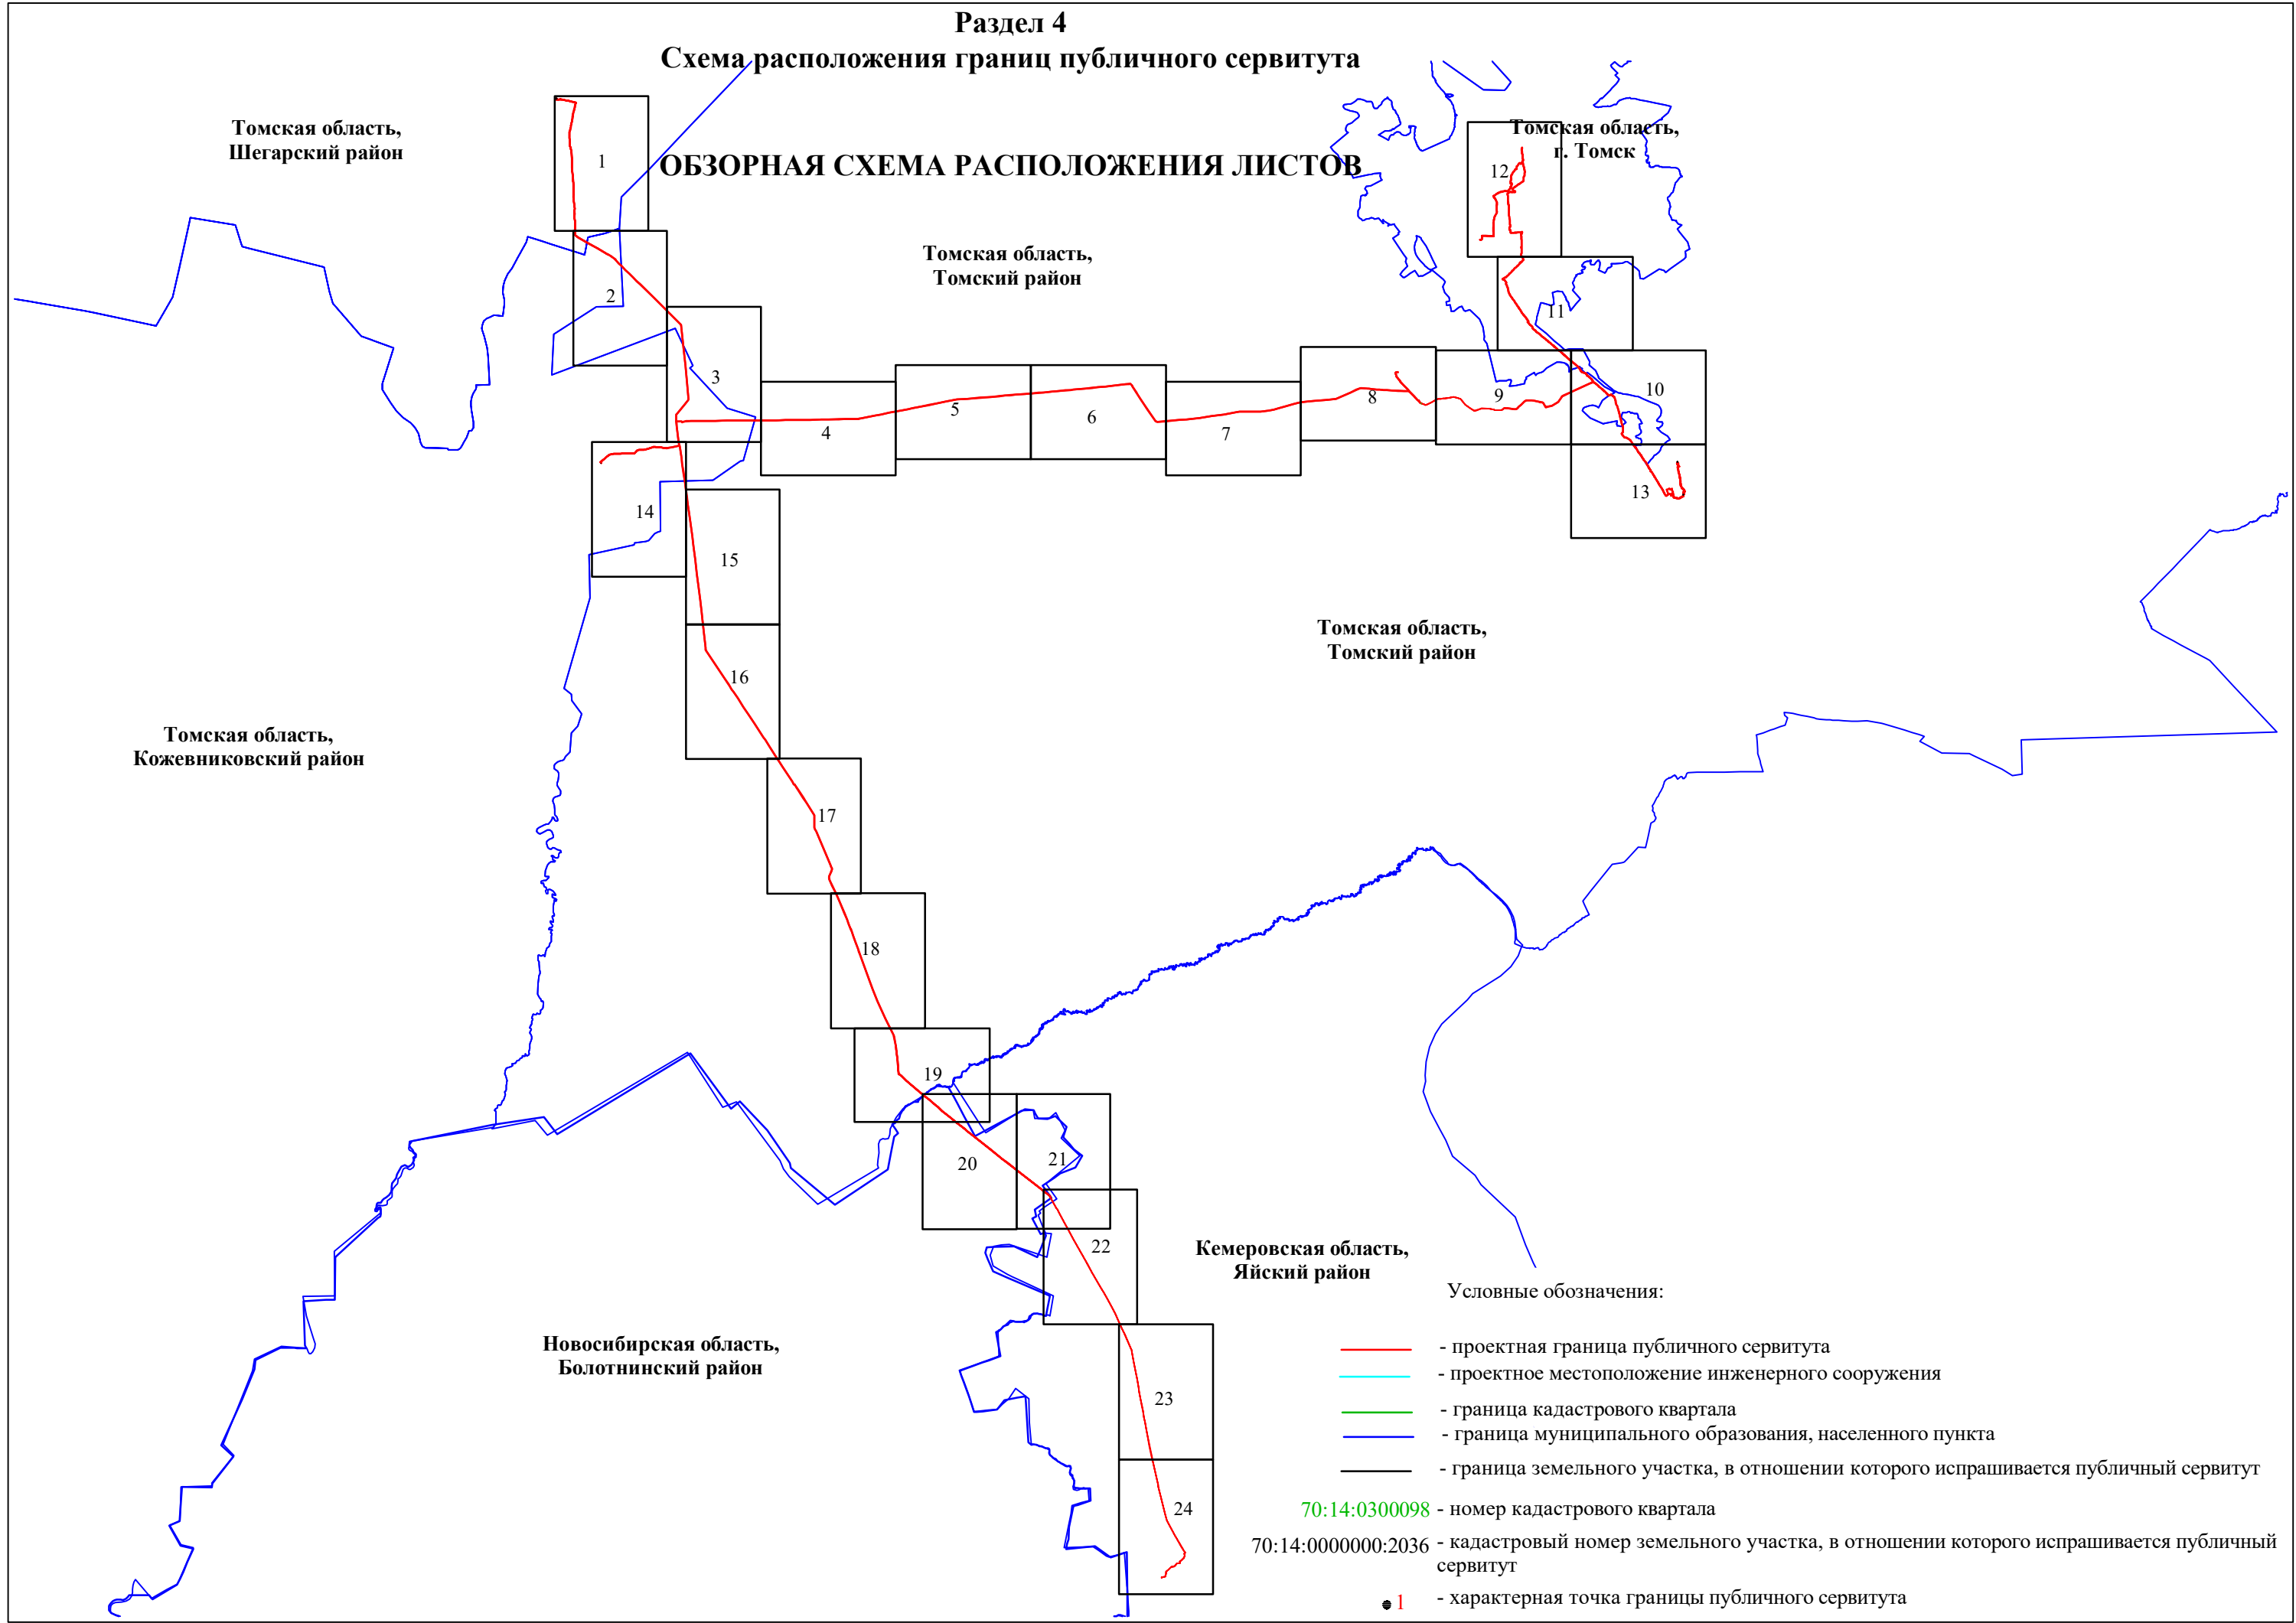 Раздел 4
Схема расположения границ публичного сервитута
Томская область,
Шегарский район
1
ОБЗОРНАЯ СХЕМА РАСПОЛОЖЕНИЯ ЛИСТОВ
Томская область,
г. Томск
12
Томская область,
Томский район
2
11
3
4
5
6
7
8
9
10
13
14
15
Томская область,
Томский район
16
Томская область,
Кожевниковский район
17
18
19
20
21
22
Кемеровская область,
Яйский район
Новосибирская область,
Болотнинский район
23
24
Условные обозначения:
- проектная граница публичного сервитута
- проектное местоположение инженерного сооружения
- граница кадастрового квартала
- граница муниципального образования, населенного пункта
- граница земельного участка, в отношении которого испрашивается публичный сервитут
70:14:0300098 - номер кадастрового квартала
70:14:0000000:2036 - кадастровый номер земельного участка, в отношении которого испрашивается публичный
сервитут
1 - характерная точка границы публичного сервитута